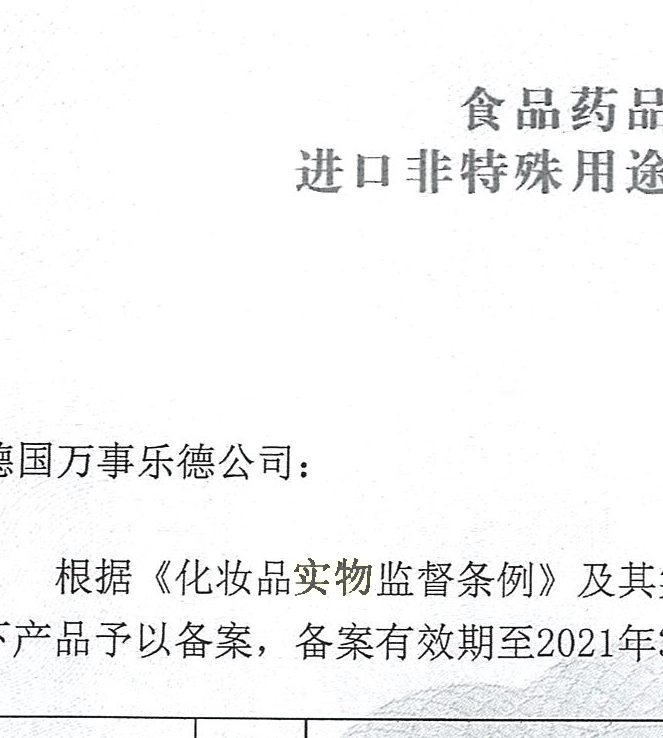 食品药品
进口非特殊用途
德国万事乐德公司：
根据《化妆品实物监督条例》及其
下产品予以备案，备案有效期至2021年